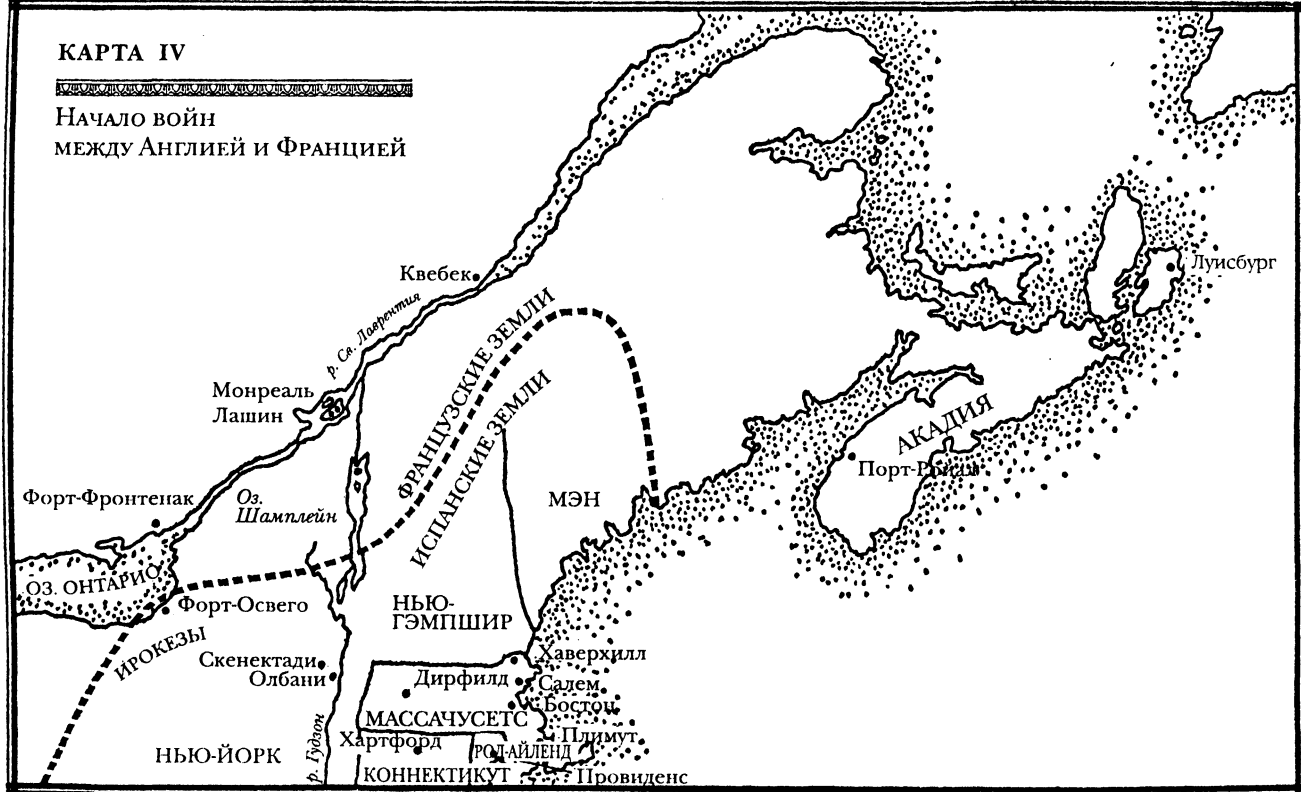 КАРТА IV
НАЧАЛО ВОЙН
МЕЖДУ АНГЛИЕЙ И ФРАНЦИЕЙ
Квебек
Луисбург
р. Св. Лаврентия
ФРАНЦУЗСКИЕ ЗЕМЛИ
ИСПАНСКИЕ ЗЕМЛИ
Монреаль
Лашин
АКАДИЯ
Порт-Ройал
Форт-Фронтенак
Оз.
Шамплейн
МЭН
ОЗ. ОНТАРИО
Форт-Освего
НЬЮ-
ГЭМПШИР
ИРОКЕЗЫ
Скенектади
Олбани
Хаверхилл
Дирфилд
Салем
Бостон
МАССАЧУСЕТС
Плимут
Хартфорд
РОД-АЙЛЕНД
НЬЮ-ЙОРК
р. Гудзон
КОННЕКТИКУТ
Провиденс